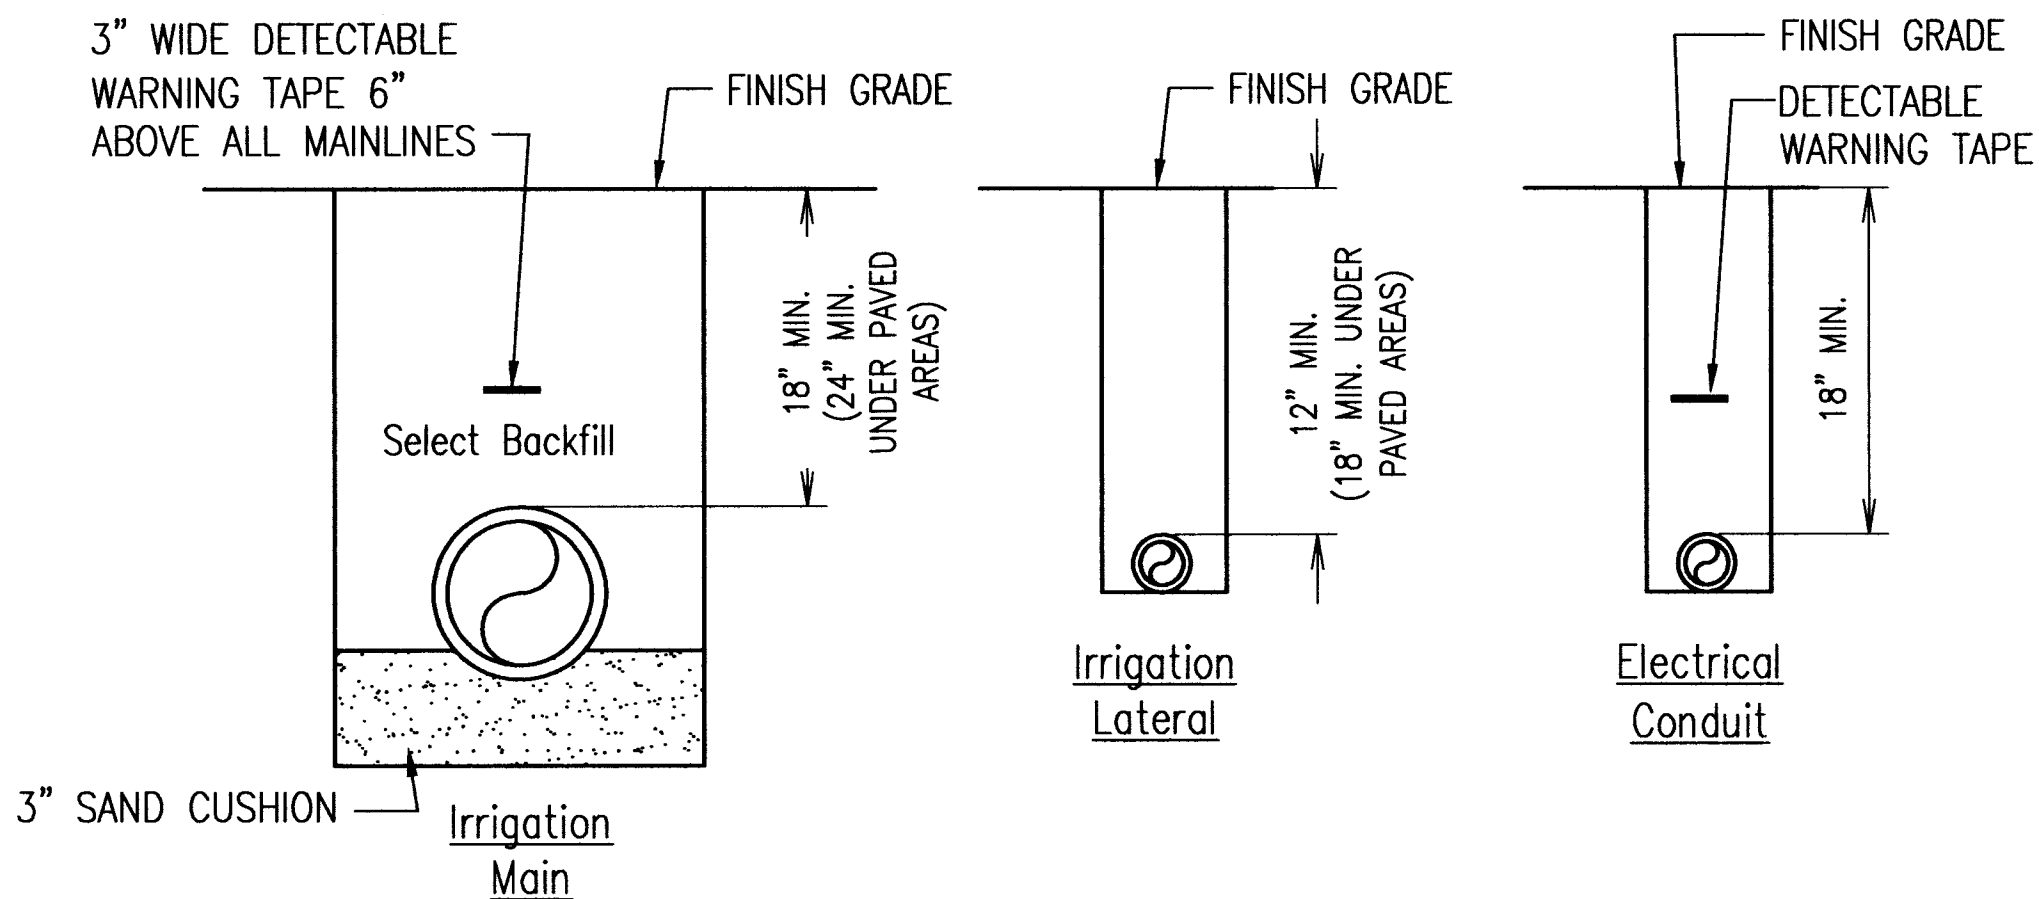 3" WIDE DETECTABLE
WARNING TAPE 6"
ABOVE ALL MAINLINES
FINISH GRADE
18" MIN.
(24" MIN.
UNDER PAVED
AREAS)
Select Backfill
3" SAND CUSHION
Irrigation
Main
FINISH GRADE
12" MIN.
(18" MIN. UNDER
PAVED AREAS)
Irrigation
Lateral
FINISH GRADE
DETECTABLE
WARNING TAPE
18" MIN.
Electrical
Conduit